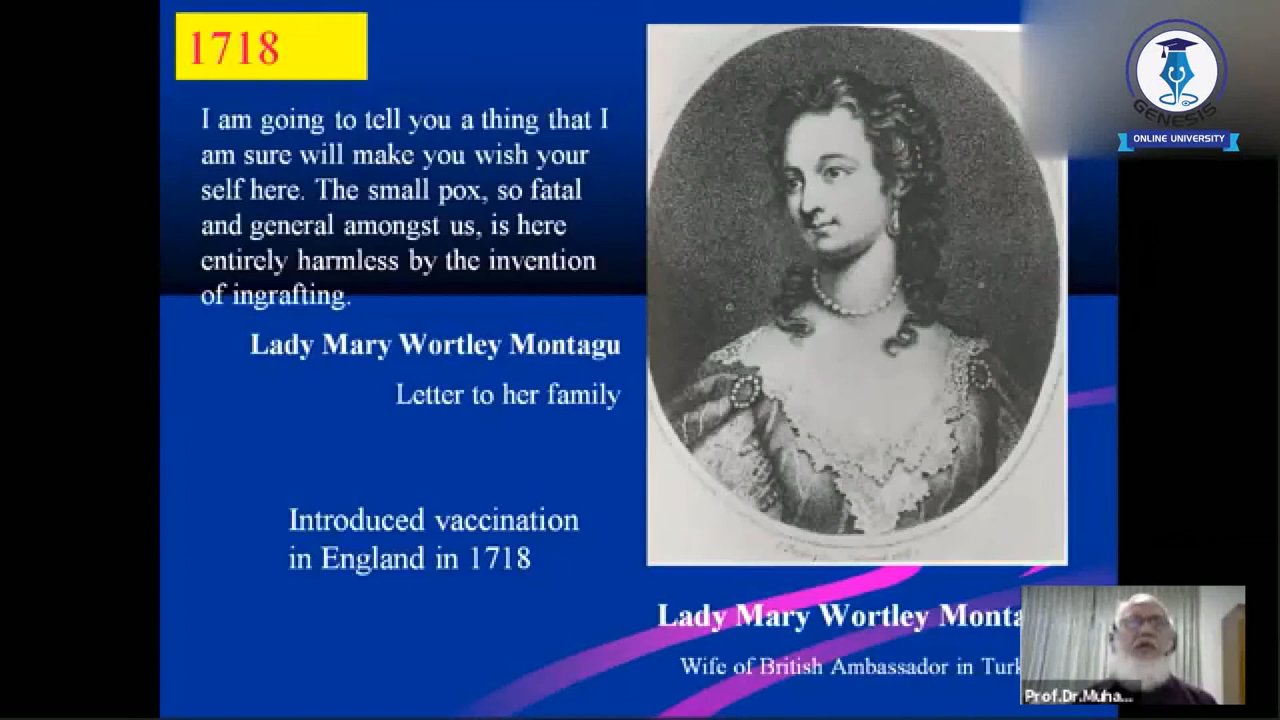 1718
I am going to tell you a thing that I
am sure will make you wish your
self here. The small pox, so fatal
and general amongst us, is here
entirely harmless by the invention
of ingrafting.
Lady Mary Wortley Montagu
Letter to her family
Introduced vaccination
in England in 1718
Lady Mary Wortley Monta
Wife of British Ambassador in Turk
GENESIS
ONLINE UNIVERSITY
Prof.Dr.Muha...